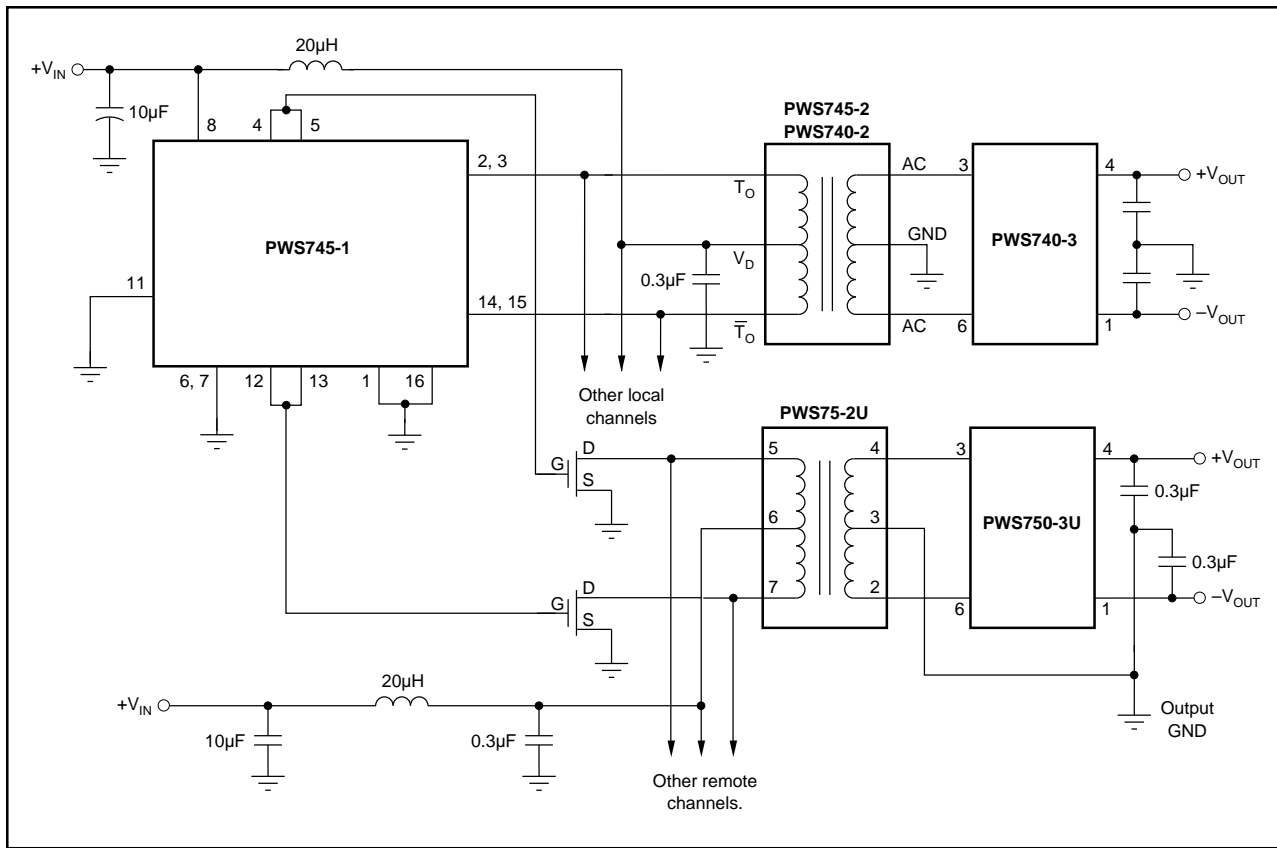 20µH
+V_IN
10µF
8
4
5
PWS745-1
2, 3
14, 15
11
6, 7
12
13
1
16
T_O
V_D
T̅_O
0.3µF
Other local
channels
PWS745-2
PWS740-2
AC
GND
AC
3
6
PWS740-3
4
1
+V_OUT
–V_OUT
G
D
S
G
D
S
PWS75-2U
5
6
7
4
3
2
3
6
PWS750-3U
4
1
+V_OUT
0.3µF
0.3µF
–V_OUT
Output
GND
+V_IN
20µH
10µF
0.3µF
Other remote
channels.